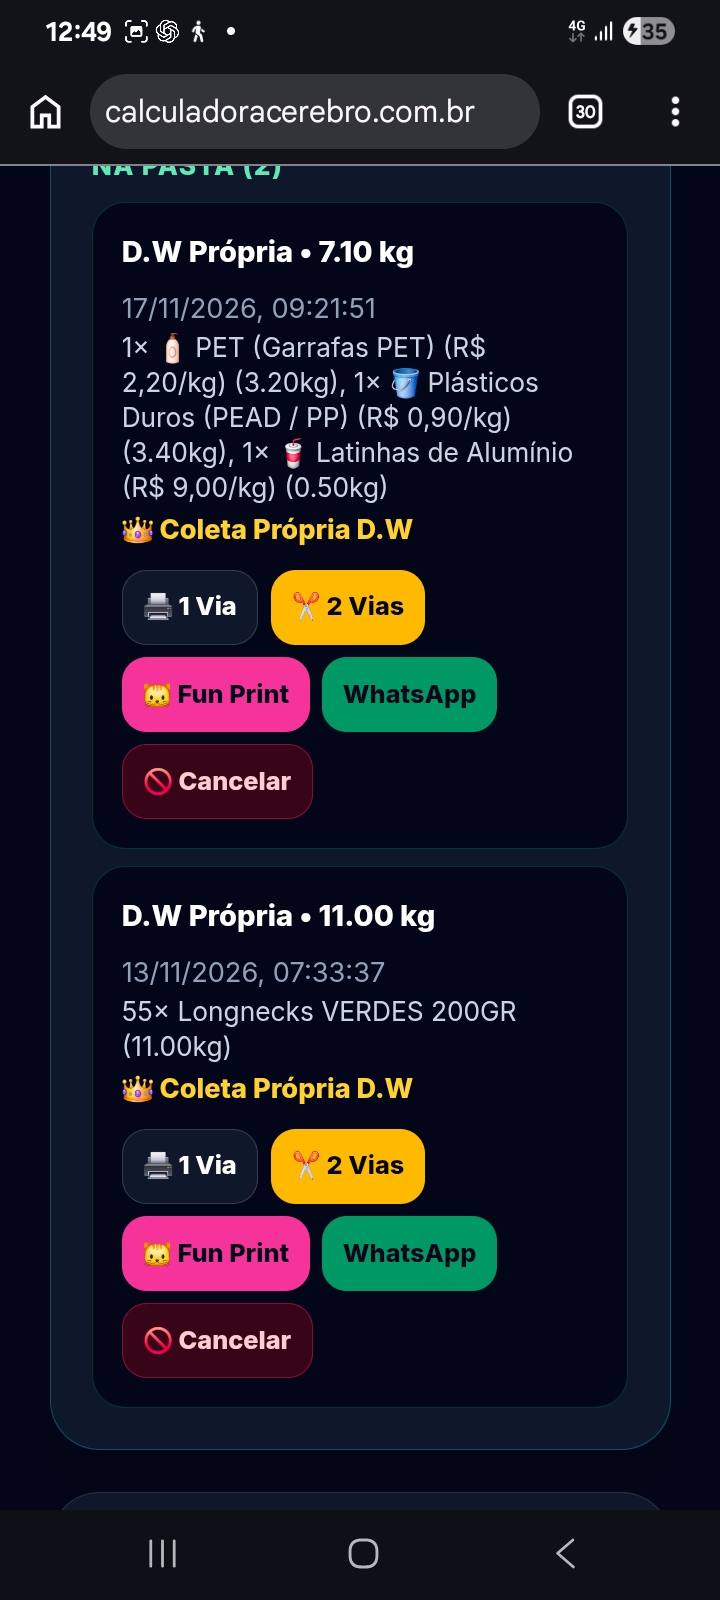 12:49
4G
35
calculadoracerebro.com.br
30
NA PASTA (2)
D.W Própria • 7.10 kg
17/11/2026, 09:21:51
1× 🧴 PET (Garrafas PET) (R$
2,20/kg) (3.20kg), 1× 🪣 Plásticos
Duros (PEAD / PP) (R$ 0,90/kg)
(3.40kg), 1× 🥤 Latinhas de Alumínio
(R$ 9,00/kg) (0.50kg)
👑 Coleta Própria D.W
🖨️ 1 Via
✂️ 2 Vias
🐱 Fun Print
WhatsApp
🚫 Cancelar
D.W Própria • 11.00 kg
13/11/2026, 07:33:37
55× Longnecks VERDES 200GR
(11.00kg)
👑 Coleta Própria D.W
🖨️ 1 Via
✂️ 2 Vias
🐱 Fun Print
WhatsApp
🚫 Cancelar